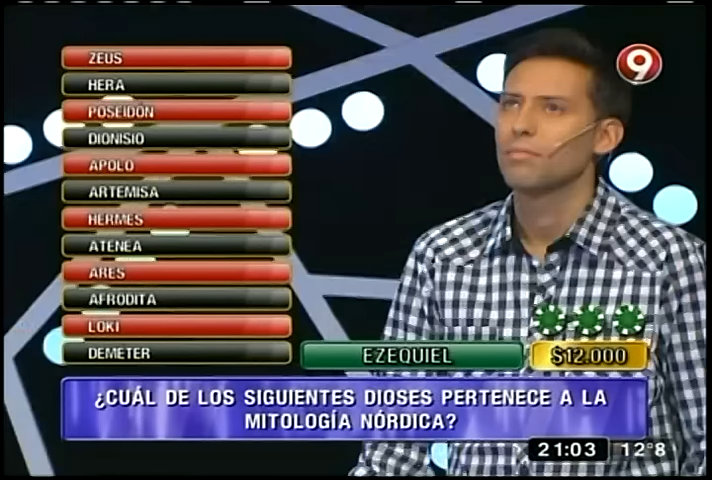 ZEUS
HERA
POSEIDÓN
DIONISIO
APOLO
ARTEMISA
HERMES
ATENEA
ARES
AFRODITA
LOKI
DEMETER
9
EZEQUIEL
$12.000
¿CUÁL DE LOS SIGUIENTES DIOSES PERTENECE A LA
MITOLOGÍA NÓRDICA?
21:03 12°8